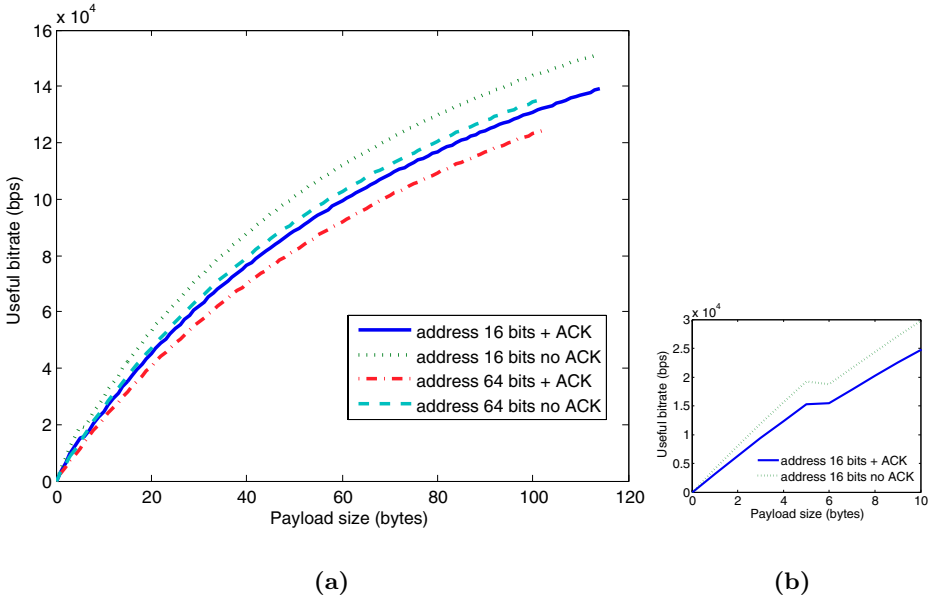 x 10^4
16
14
12
10
8
6
4
2
0
0 20 40 60 80 100 120
Useful bitrate (bps)
Payload size (bytes)
address 16 bits + ACK
address 16 bits no ACK
address 64 bits + ACK
address 64 bits no ACK
(a)
x 10^4
3
2.5
2
1.5
1
0.5
0
0 2 4 6 8 10
Useful bitrate (bps)
Payload size (bytes)
address 16 bits + ACK
address 16 bits no ACK
(b)